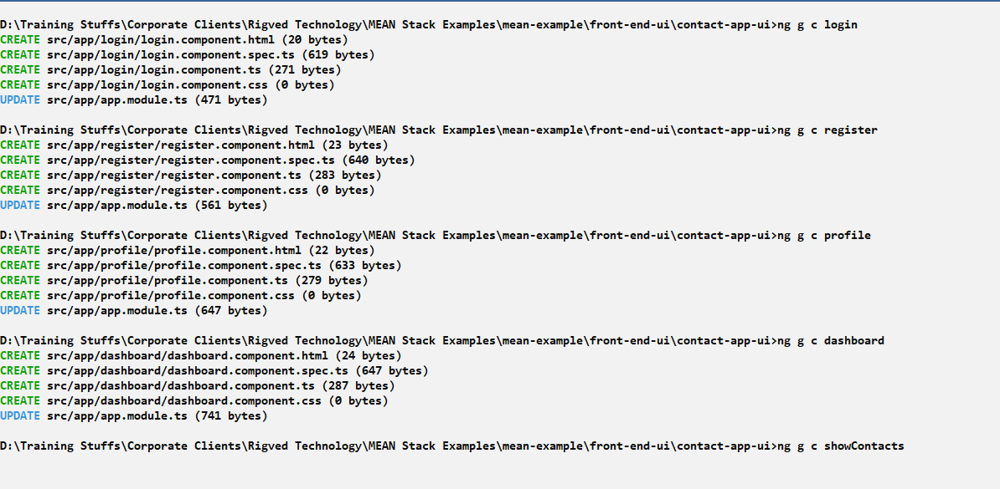 D:\Training Stuffs\Corporate Clients\Rigved Technology\MEAN Stack Examples\mean-example\front-end-ui\contact-app-ui>ng g c login
CREATE src/app/login/login.component.html (20 bytes)
CREATE src/app/login/login.component.spec.ts (619 bytes)
CREATE src/app/login/login.component.ts (271 bytes)
CREATE src/app/login/login.component.css (0 bytes)
UPDATE src/app/app.module.ts (471 bytes)
D:\Training Stuffs\Corporate Clients\Rigved Technology\MEAN Stack Examples\mean-example\front-end-ui\contact-app-ui>ng g c register
CREATE src/app/register/register.component.html (23 bytes)
CREATE src/app/register/register.component.spec.ts (640 bytes)
CREATE src/app/register/register.component.ts (283 bytes)
CREATE src/app/register/register.component.css (0 bytes)
UPDATE src/app/app.module.ts (561 bytes)
D:\Training Stuffs\Corporate Clients\Rigved Technology\MEAN Stack Examples\mean-example\front-end-ui\contact-app-ui>ng g c profile
CREATE src/app/profile/profile.component.html (22 bytes)
CREATE src/app/profile/profile.component.spec.ts (633 bytes)
CREATE src/app/profile/profile.component.ts (279 bytes)
CREATE src/app/profile/profile.component.css (0 bytes)
UPDATE src/app/app.module.ts (647 bytes)
D:\Training Stuffs\Corporate Clients\Rigved Technology\MEAN Stack Examples\mean-example\front-end-ui\contact-app-ui>ng g c dashboard
CREATE src/app/dashboard/dashboard.component.html (24 bytes)
CREATE src/app/dashboard/dashboard.component.spec.ts (647 bytes)
CREATE src/app/dashboard/dashboard.component.ts (287 bytes)
CREATE src/app/dashboard/dashboard.component.css (0 bytes)
UPDATE src/app/app.module.ts (741 bytes)
D:\Training Stuffs\Corporate Clients\Rigved Technology\MEAN Stack Examples\mean-example\front-end-ui\contact-app-ui>ng g c showContacts